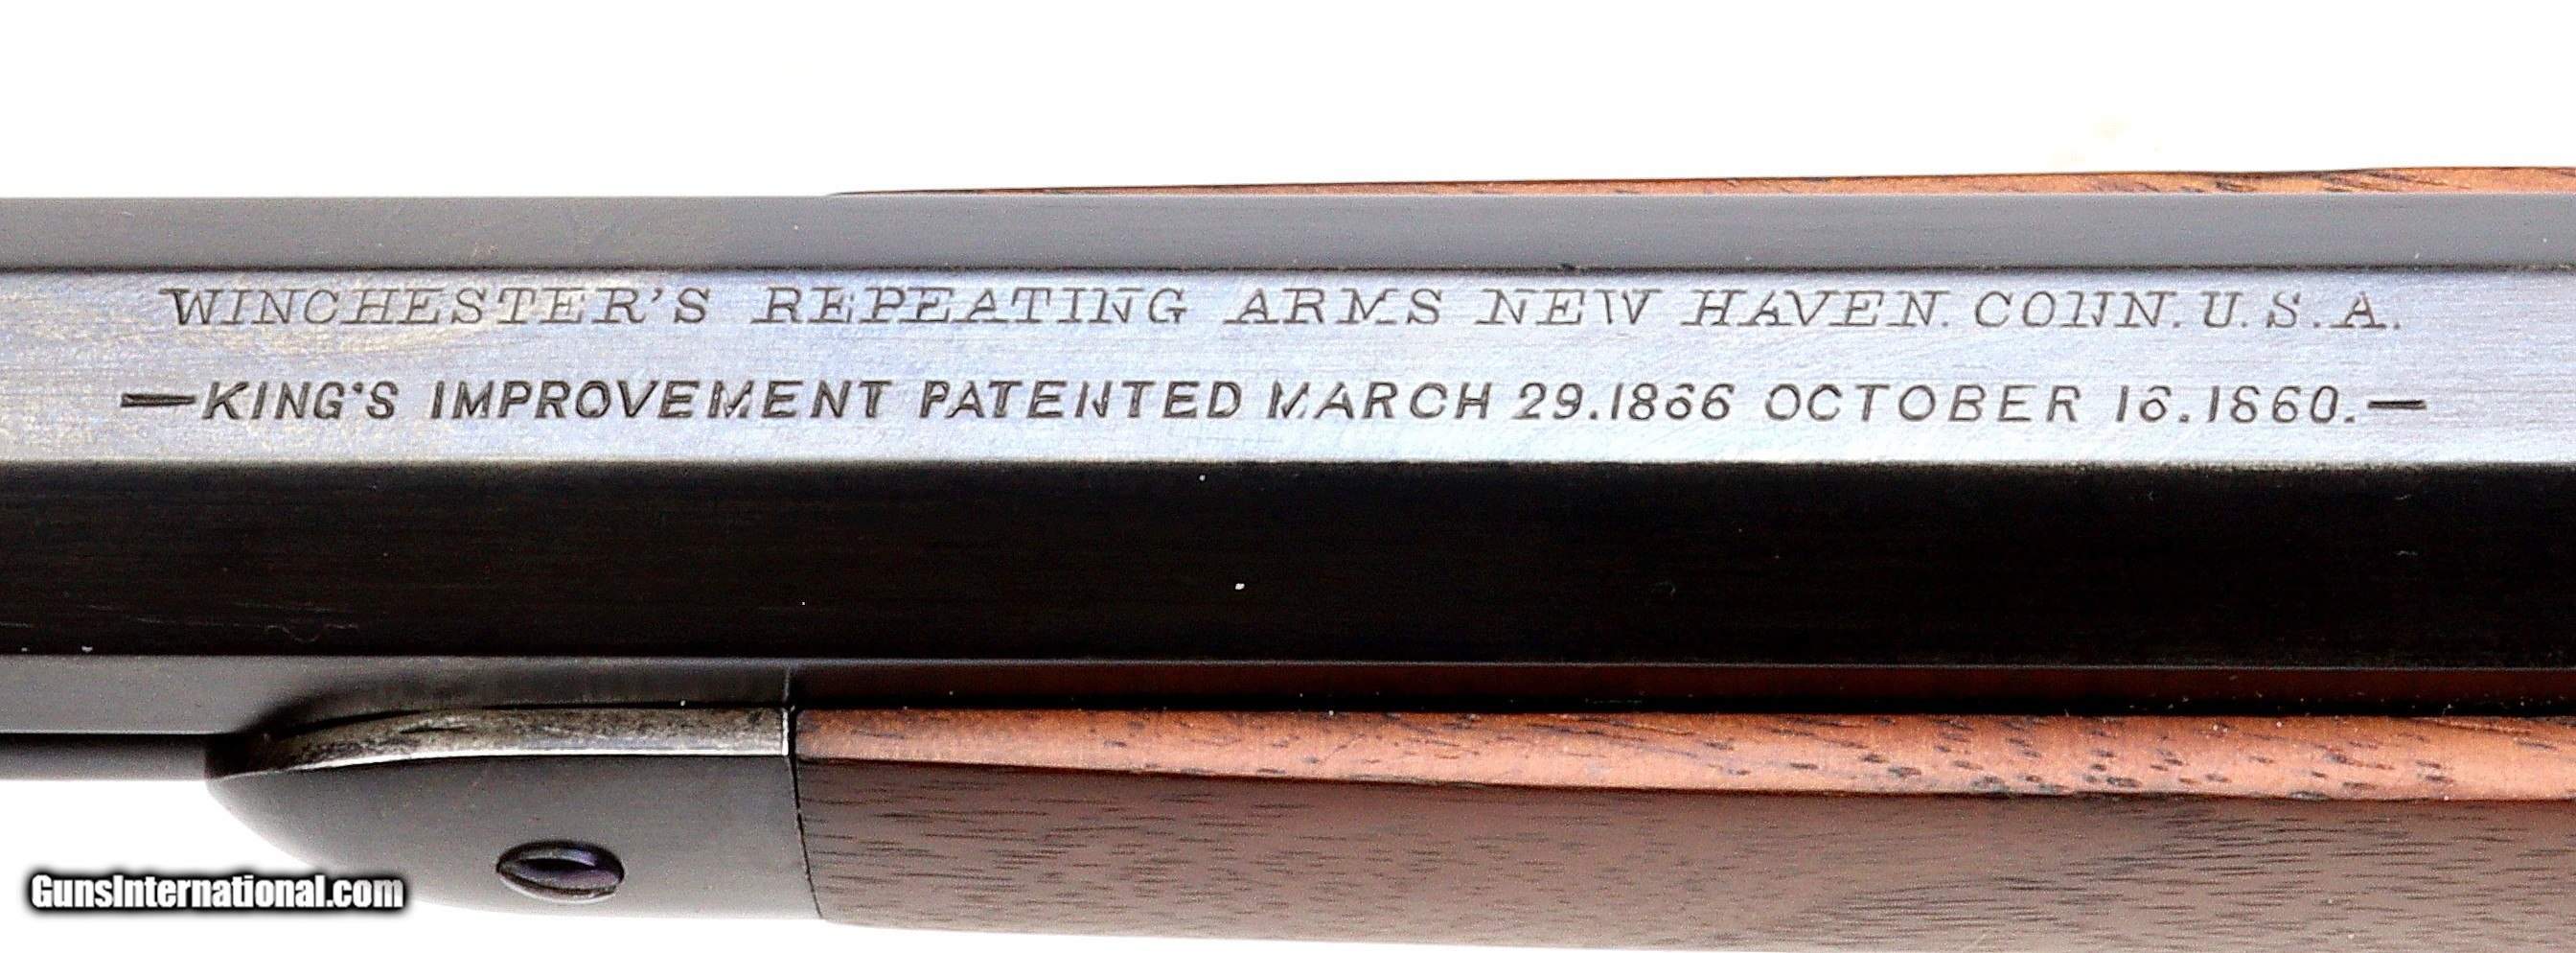 WINCHESTER'S REPEATING ARMS NEW HAVEN. CONN. U.S.A.
—KING'S IMPROVEMENT PATENTED MARCH 29.1866 OCTOBER 16.1860.—
GunsInternational.com